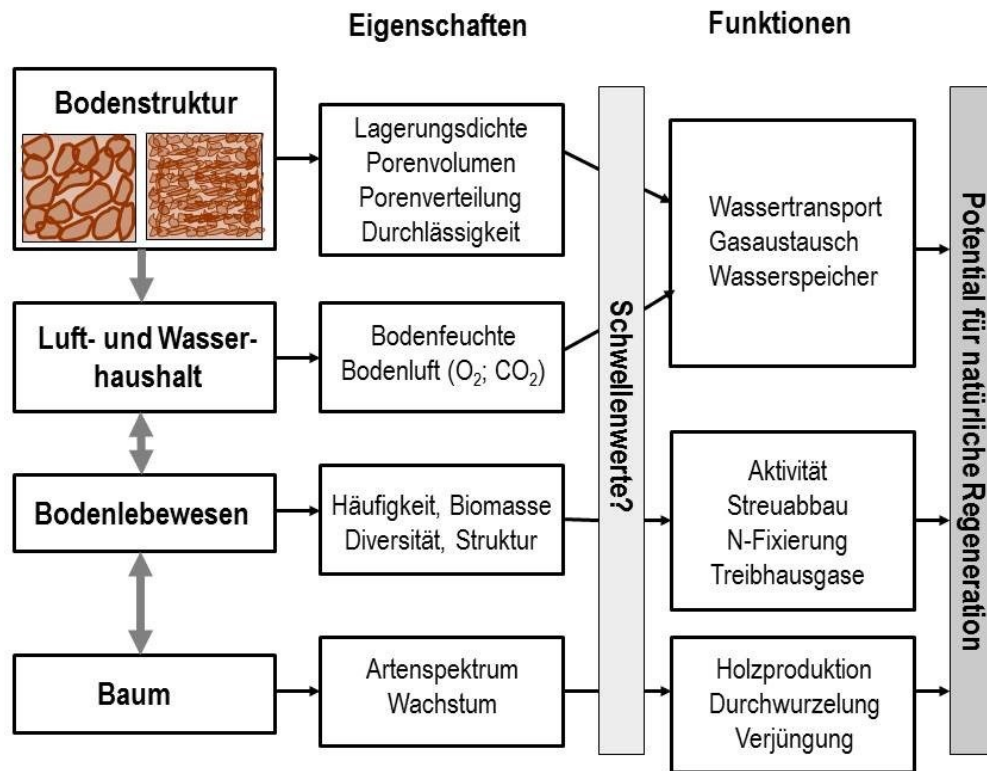 Eigenschaften
Funktionen
Bodenstruktur
Lagerungsdichte
Porenvolumen
Porenverteilung
Durchlässigkeit
Wassertransport
Gasaustausch
Wasserspeicher
Luft- und Wasser-
haushalt
Bodenfeuchte
Bodenluft (O₂; CO₂)
Schwellenwerte?
Potential für natürliche Regeneration
Bodenlebewesen
Häufigkeit, Biomasse
Diversität, Struktur
Aktivität
Streuabbau
N-Fixierung
Treibhausgase
Baum
Artenspektrum
Wachstum
Holzproduktion
Durchwurzelung
Verjüngung